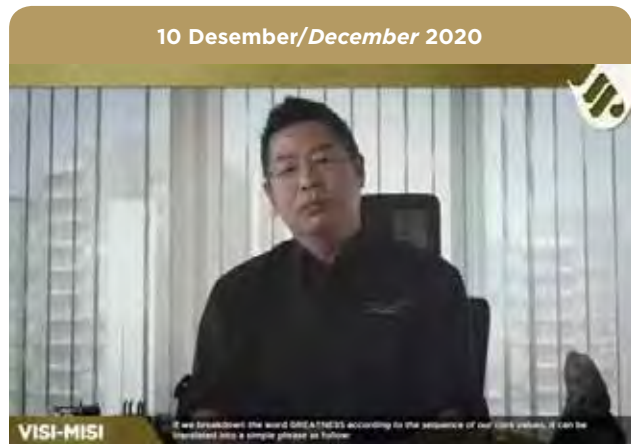 10 Desember/December 2020
VISI-MISI
If we breakdown the word GREATNESS according to the sequence of our core values, it can be
translated into a simple phrase as follow: